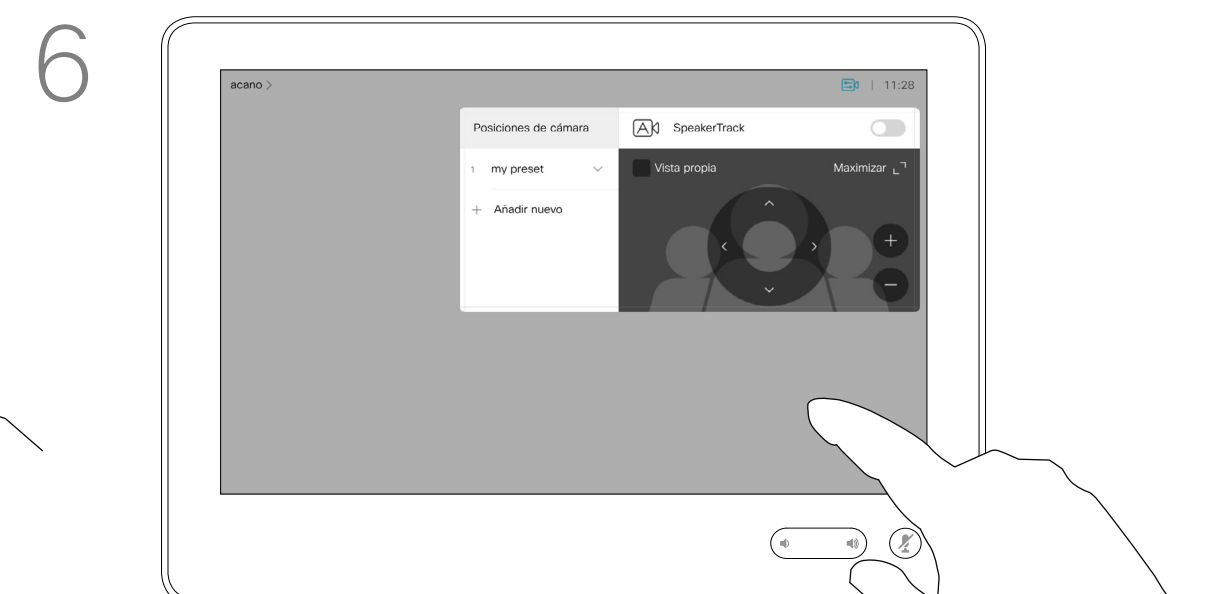 6
acano >
11:28
Posiciones de cámara
SpeakerTrack
1 my preset
Vista propia
Maximizar
+ Añadir nuevo